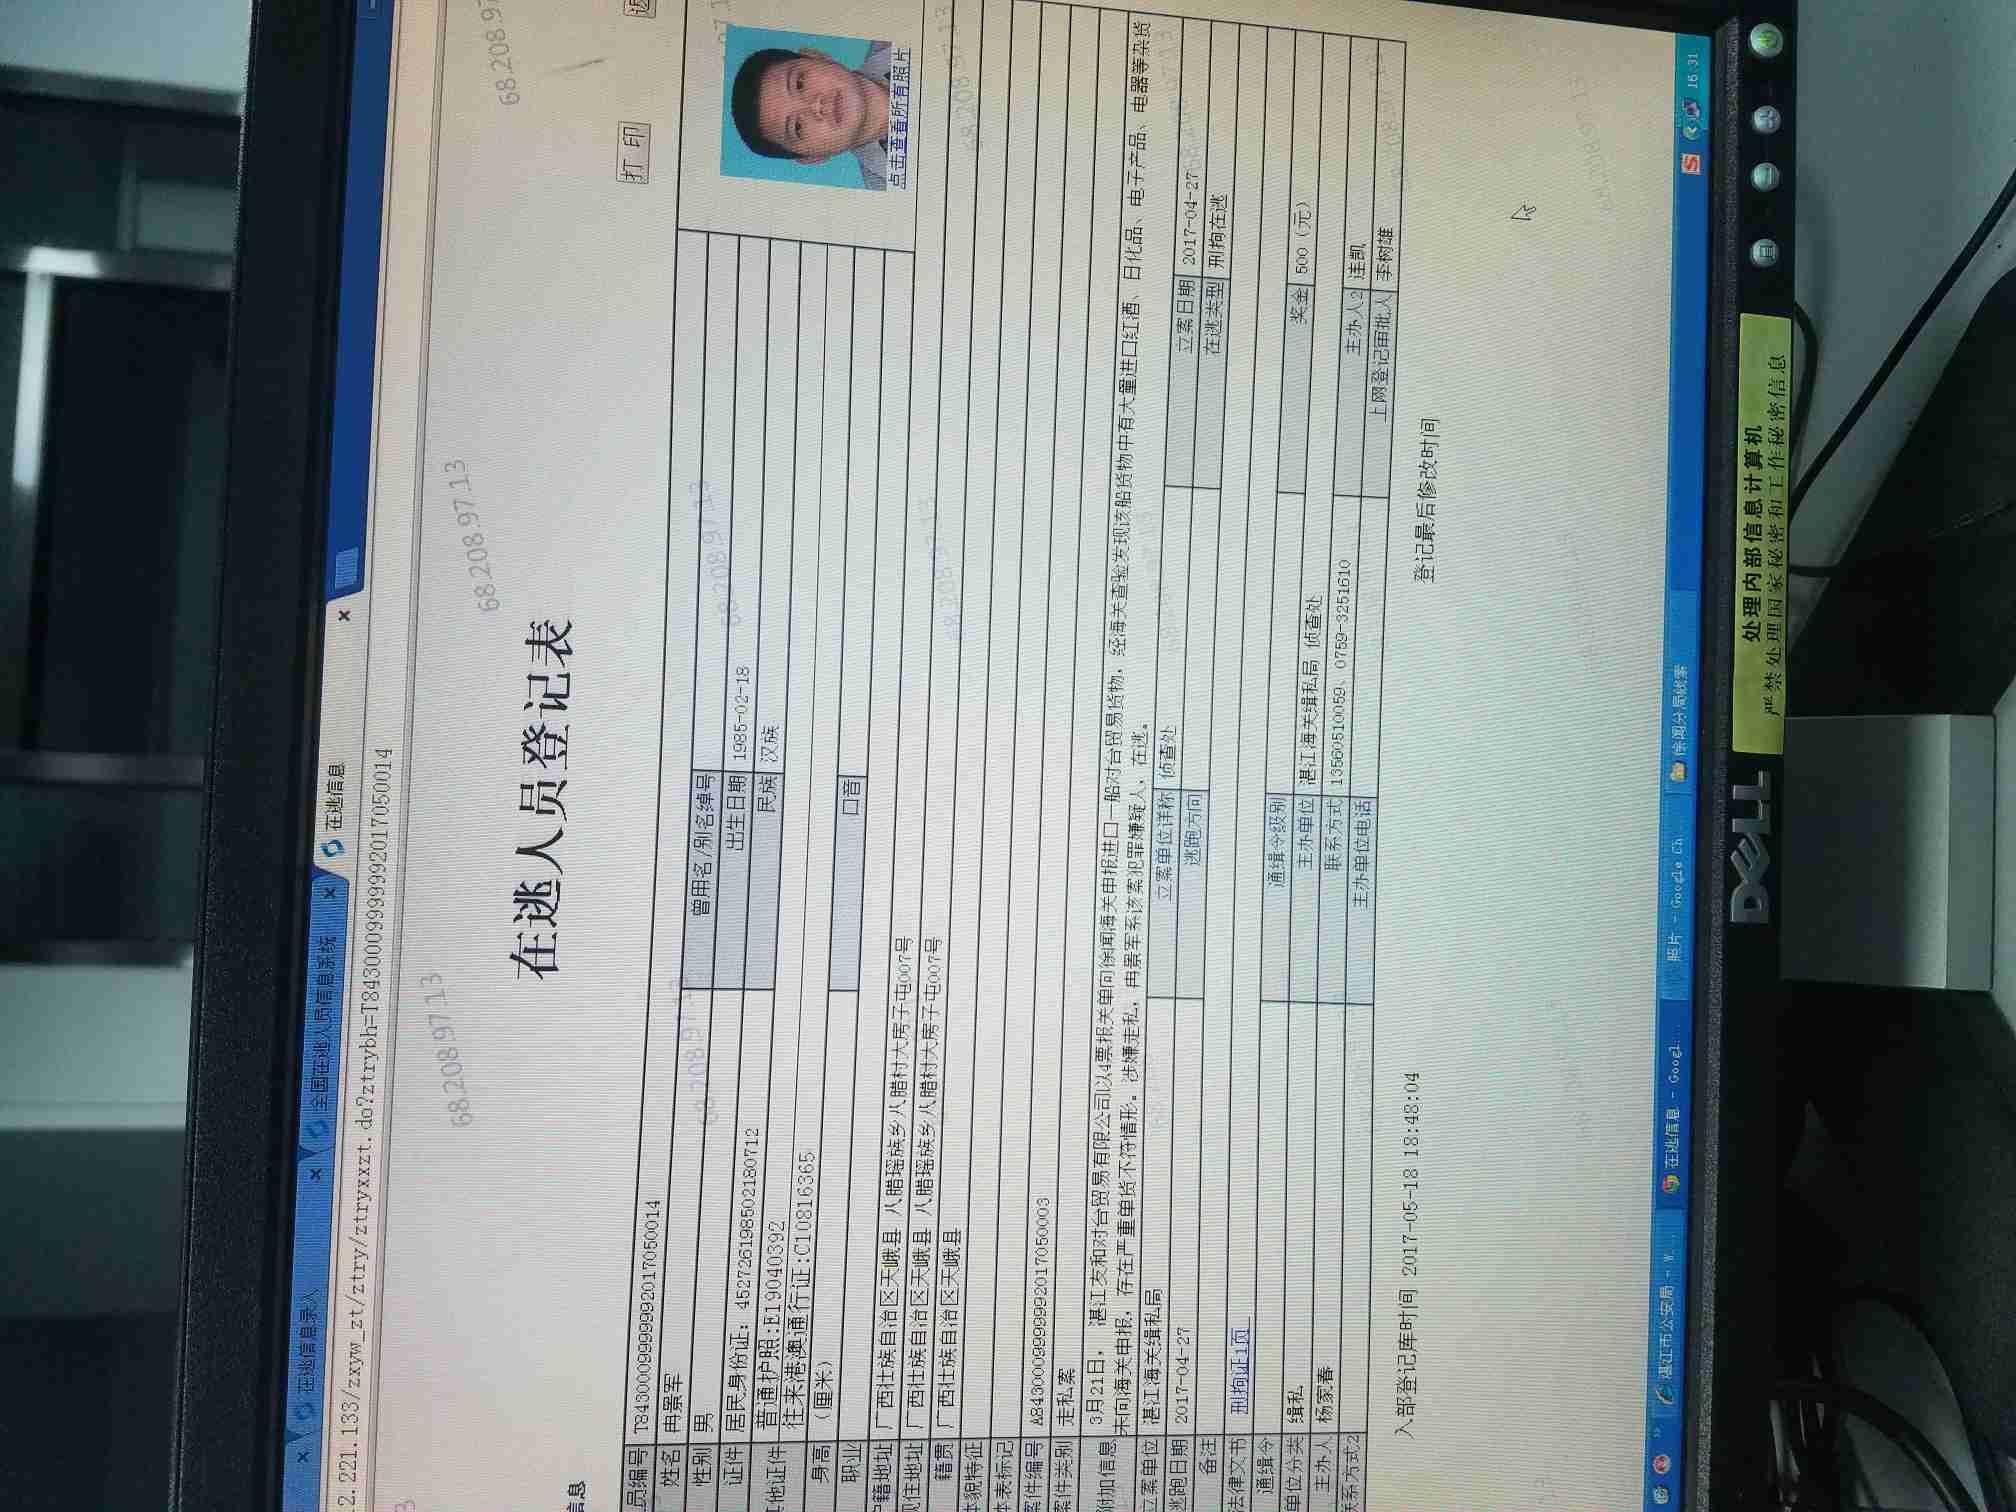 在逃信息录入
全国在逃人员信息系统
在逃信息
2.221.133/zxyw_zt/ztry/ztryxxzt.do?ztrybh=T8430009999992017050014
68.208.97.13
68.208.97.13
68.208.97.13
打 印
在逃人员登记表
员编号 T8430009999992017050014
姓名 冉景军 曾用名/别名绰号
性别 男 出生日期 1985-02-18
证件 居民身份证: 452726198502180712 民族 汉族
其他证件 普通护照:E19040392
往来港澳通行证:C10816365
身高 (厘米) 口音
职业
点击查看所有照片
户籍地址 广西壮族自治区天峨县 八腊瑶族乡八腊村大房子屯007号
现住地址 广西壮族自治区天峨县 八腊瑶族乡八腊村大房子屯007号
籍贯 广西壮族自治区天峨县
体貌特征
体表标记
案件编号 A8430009999992017050003
案件类别 走私案
附加信息 3月21日，湛江友和对台贸易有限公司以4票报关单向徐闻海关申报进口一船对台贸易货物，经海关查验发现该船货物中有大量进口红酒、日化品、电子产品、电器等杂货
未向海关申报，存在严重单货不符情形。涉嫌走私，冉景军系该案犯罪嫌疑人，在逃。
立案单位 湛江海关缉私局 立案单位详称 侦查处 立案日期 2017-04-27
逃跑日期 2017-04-27 逃跑方向 在逃类型 刑拘在逃
备注
法律文书 刑拘证1页
通缉令 通缉令级别 奖金 500 (元)
单位分类 缉私 主办单位 湛江海关缉私局 侦查处
主办人 杨家春 联系方式 13560510059、0759-3251610 主办人2 连凯
联系方式2 主办单位电话 上网登记审批人 李树雄
入部登记库时间 2017-05-18 18:48:04 登记最后修改时间
湛江市公安局 - W...
在逃信息 - Googl...
照片 - Google Ch
徐闻分局线索
16:31
DELL
处理内部信息计算机
严禁处理国家秘密和工作秘密信息